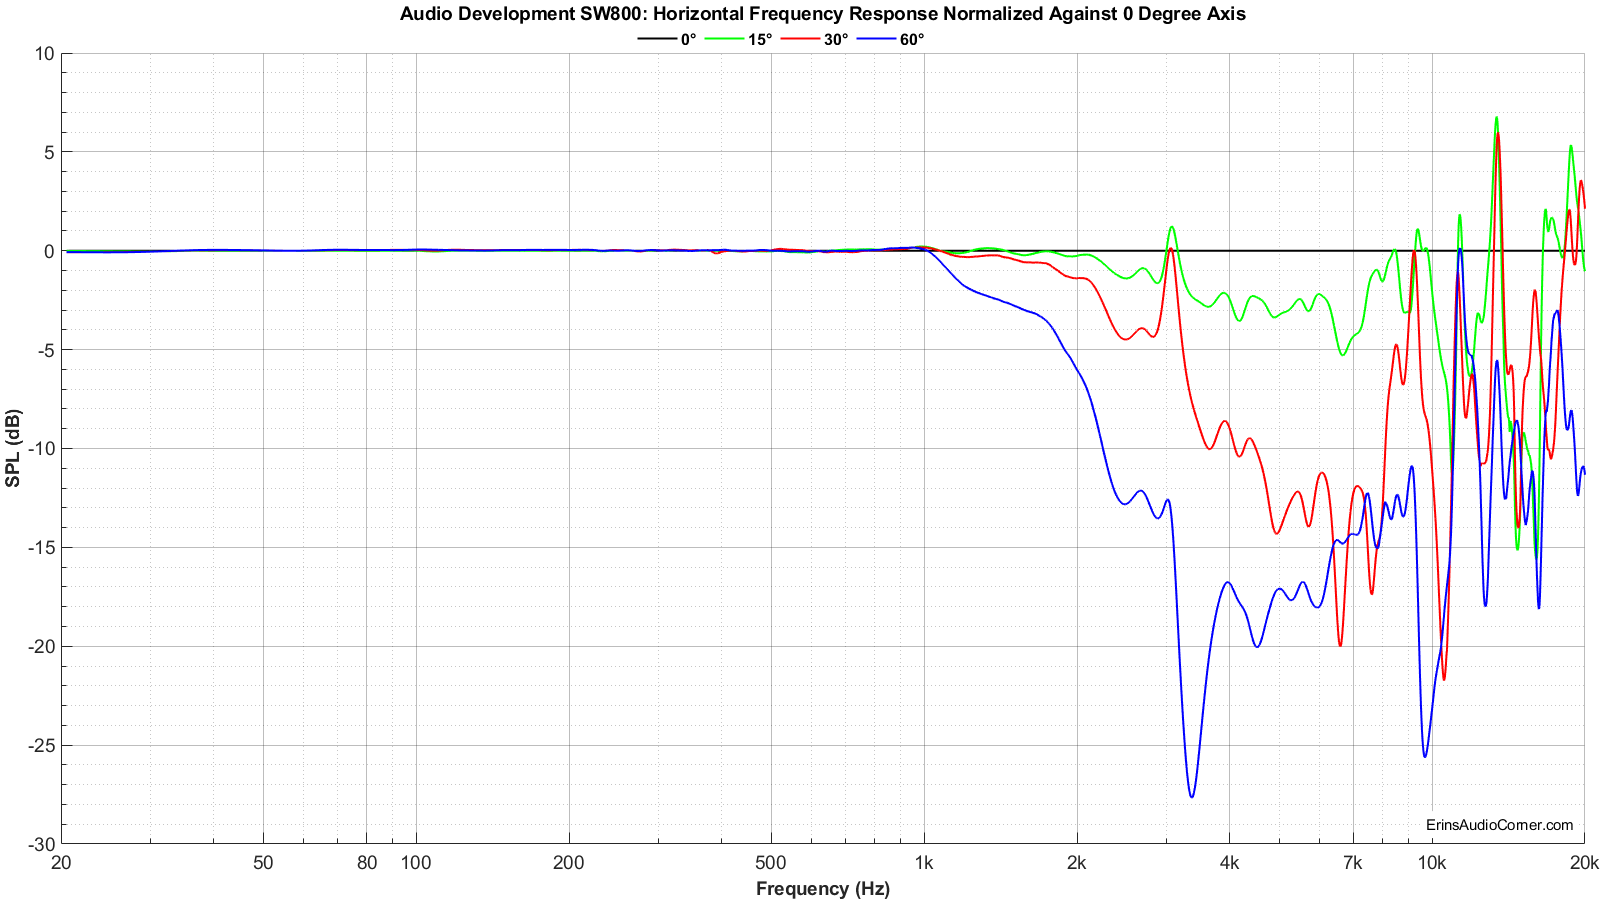 Audio Development SW800: Horizontal Frequency Response Normalized Against 0 Degree Axis
0° 15° 30° 60°
10
5
0
-5
-10
-15
-20
-25
-30
SPL (dB)
20 50 80 100 200 500 1k 2k 4k 7k 10k 20k
Frequency (Hz)
ErinsAudioCorner.com